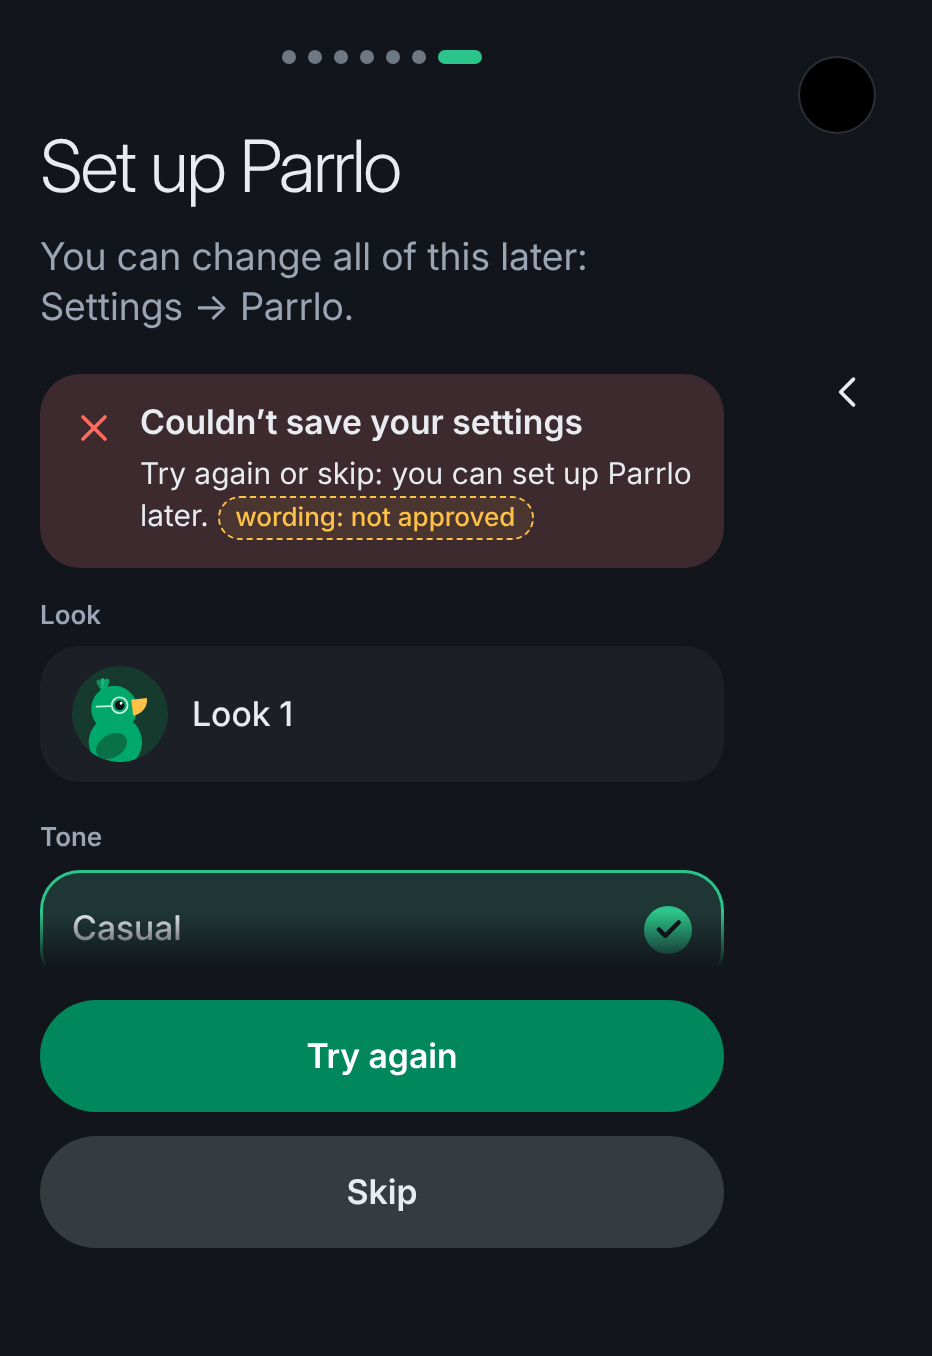 Set up Parrlo
You can change all of this later:
Settings → Parrlo.
Couldn’t save your settings
Try again or skip: you can set up Parrlo
later. wording: not approved
Look
Look 1
Tone
Casual
Try again
Skip